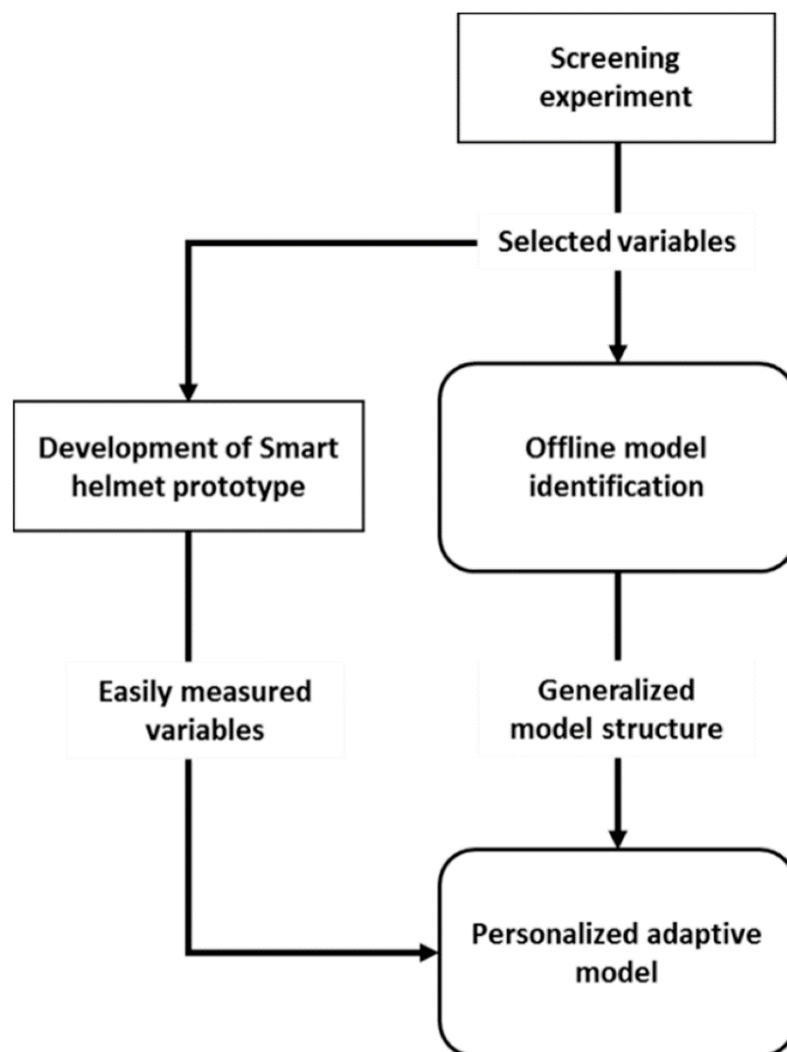 Screening
experiment
Selected variables
Development of Smart
helmet prototype
Offline model
identification
Easily measured
variables
Generalized
model structure
Personalized adaptive
model